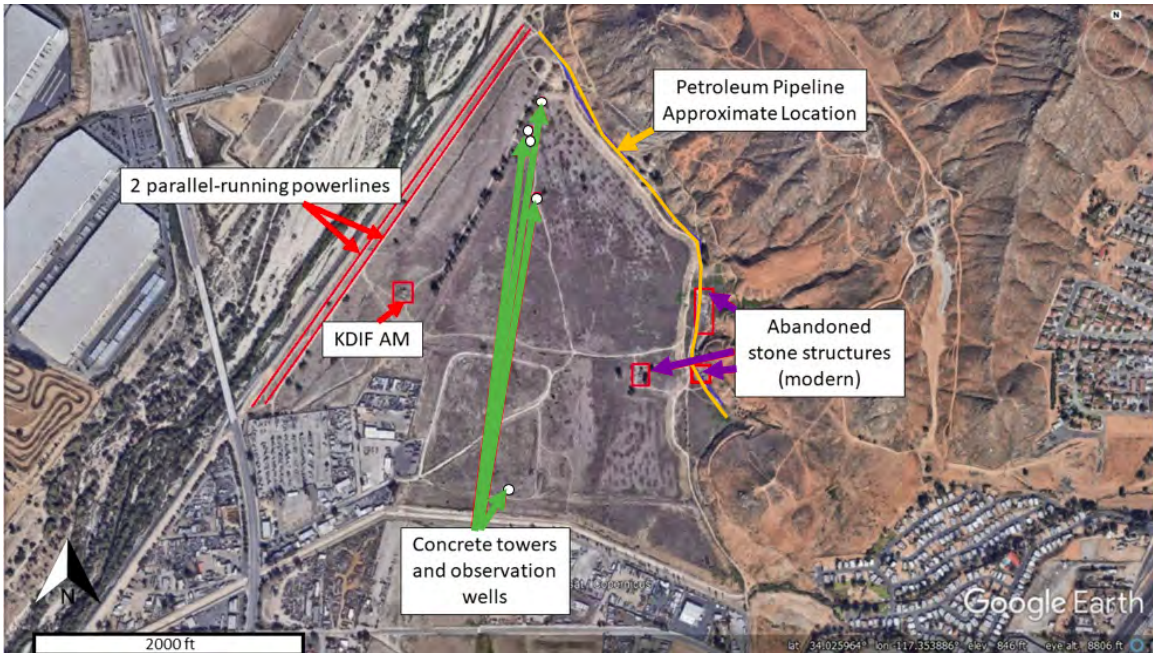 N
Petroleum Pipeline
Approximate Location
2 parallel-running powerlines
KDIF AM
Abandoned
stone structures
(modern)
Concrete towers
and observation
wells
N
2000 ft
Google Earth
lat 34.025964° lon -117.353886° elev 846 ft eye alt 8806 ft